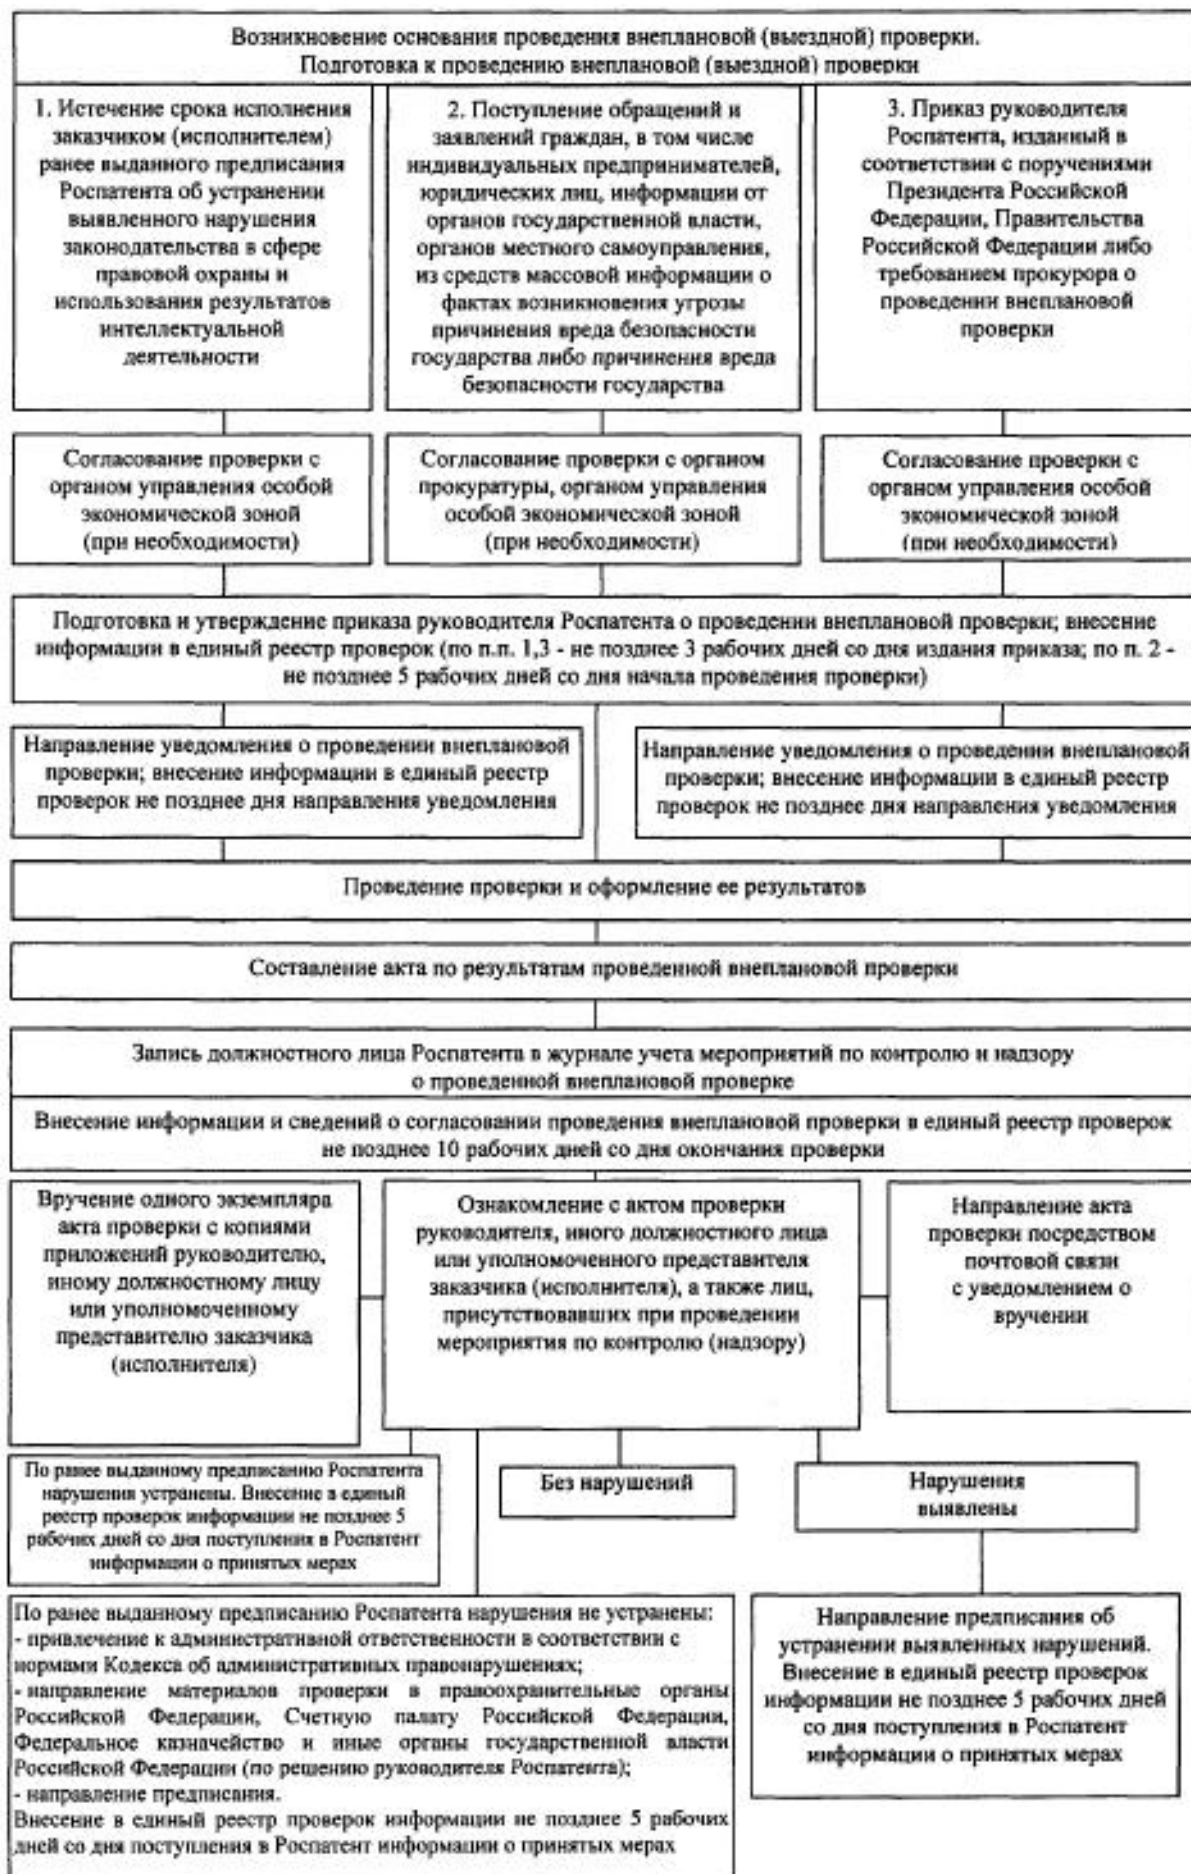 Возникновение основания проведения внеплановой (выездной) проверки.
Подготовка к проведению внеплановой (выездной) проверки
1. Истечение срока исполнения
заказчиком (исполнителем)
ранее выданного предписания
Роспатента об устранении
выявленного нарушения
законодательства в сфере
правовой охраны и
использования результатов
интеллектуальной
деятельности
2. Поступление обращений и
заявлений граждан, в том числе
индивидуальных предпринимателей,
юридических лиц, информации от
органов государственной власти,
органов местного самоуправления,
из средств массовой информации о
фактах возникновения угрозы
причинения вреда безопасности
государства либо причинения вреда
безопасности государства
3. Приказ руководителя
Роспатента, изданный в
соответствии с поручениями
Президента Российской
Федерации, Правительства
Российской Федерации либо
требованием прокурора о
проведении внеплановой
проверки
Согласование проверки с
органом управления особой
экономической зоной
(при необходимости)
Согласование проверки с органом
прокуратуры, органом управления
особой экономической зоной
(при необходимости)
Согласование проверки с
органом управления особой
экономической зоной
(при необходимости)
Подготовка и утверждение приказа руководителя Роспатента о проведении внеплановой проверки; внесение
информации в единый реестр проверок (по п.п. 1,3 - не позднее 3 рабочих дней со дня издания приказа; по п. 2 -
не позднее 5 рабочих дней со дня начала проведения проверки)
Направление уведомления о проведении внеплановой
проверки; внесение информации в единый реестр
проверок не позднее дня направления уведомления
Направление уведомления о проведении внеплановой
проверки; внесение информации в единый реестр
проверок не позднее дня направления уведомления
Проведение проверки и оформление ее результатов
Составление акта по результатам проведенной внеплановой проверки
Запись должностного лица Роспатента в журнале учета мероприятий по контролю и надзору
о проведенной внеплановой проверке
Внесение информации и сведений о согласовании проведения внеплановой проверки в единый реестр проверок
не позднее 10 рабочих дней со дня окончания проверки
Вручение одного экземпляра
акта проверки с копиями
приложений руководителю,
иному должностному лицу
или уполномоченному
представителю заказчика
(исполнителя)
Ознакомление с актом проверки
руководителя, иного должностного лица
или уполномоченного представителя
заказчика (исполнителя), а также лиц,
присутствовавших при проведении
мероприятия по контролю (надзору)
Направление акта
проверки посредством
почтовой связи
с уведомлением о
вручении
По ранее выданному предписанию Роспатента
нарушения устранены. Внесение в единый
реестр проверок информации не позднее 5
рабочих дней со дня поступления в Роспатент
информации о принятых мерах
Без нарушений
Нарушения
выявлены
По ранее выданному предписанию Роспатента нарушения не устранены:
- привлечение к административной ответственности в соответствии с
нормами Кодекса об административных правонарушениях;
- направление материалов проверки в правоохранительные органы
Российской Федерации, Счетную палату Российской Федерации,
Федеральное казначейство и иные органы государственной власти
Российской Федерации (по решению руководителя Роспатента);
- направление предписания.
Внесение в единый реестр проверок информации не позднее 5 рабочих
дней со дня поступления в Роспатент информации о принятых мерах
Направление предписания об
устранении выявленных нарушений.
Внесение в единый реестр проверок
информации не позднее 5 рабочих дней
со дня поступления в Роспатент
информации о принятых мерах